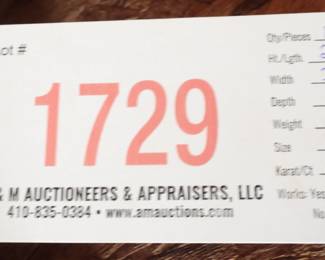 ot #
1729
& M AUCTIONEERS & APPRAISERS, LLC
410-835-0384 • www.amauctions.com
Qty/Pieces
Ht./Lgth.
Width
Depth
Weight
Size
Karat/Ct
Works: Yes
No